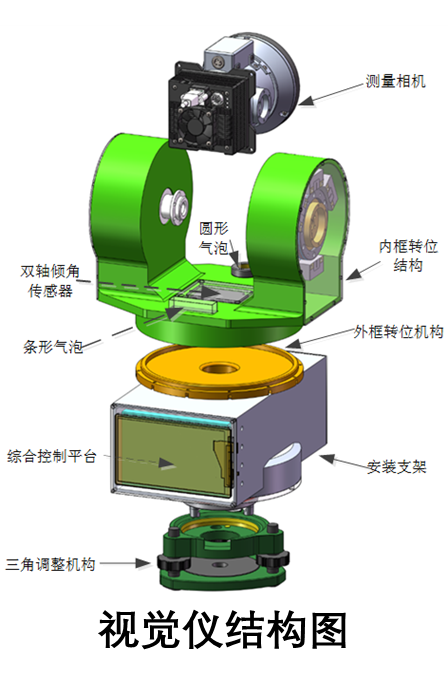 测量相机
圆形
气泡
内框转位
结构
双轴倾角
传感器
外框转位机构
条形气泡
综合控制平台
安装支架
三角调整机构
视觉仪结构图